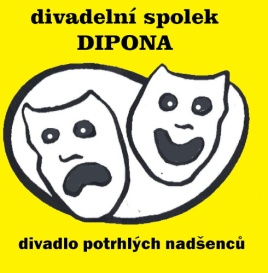 divadelní spolek
DIPONA
divadlo potrhlých nadšenců